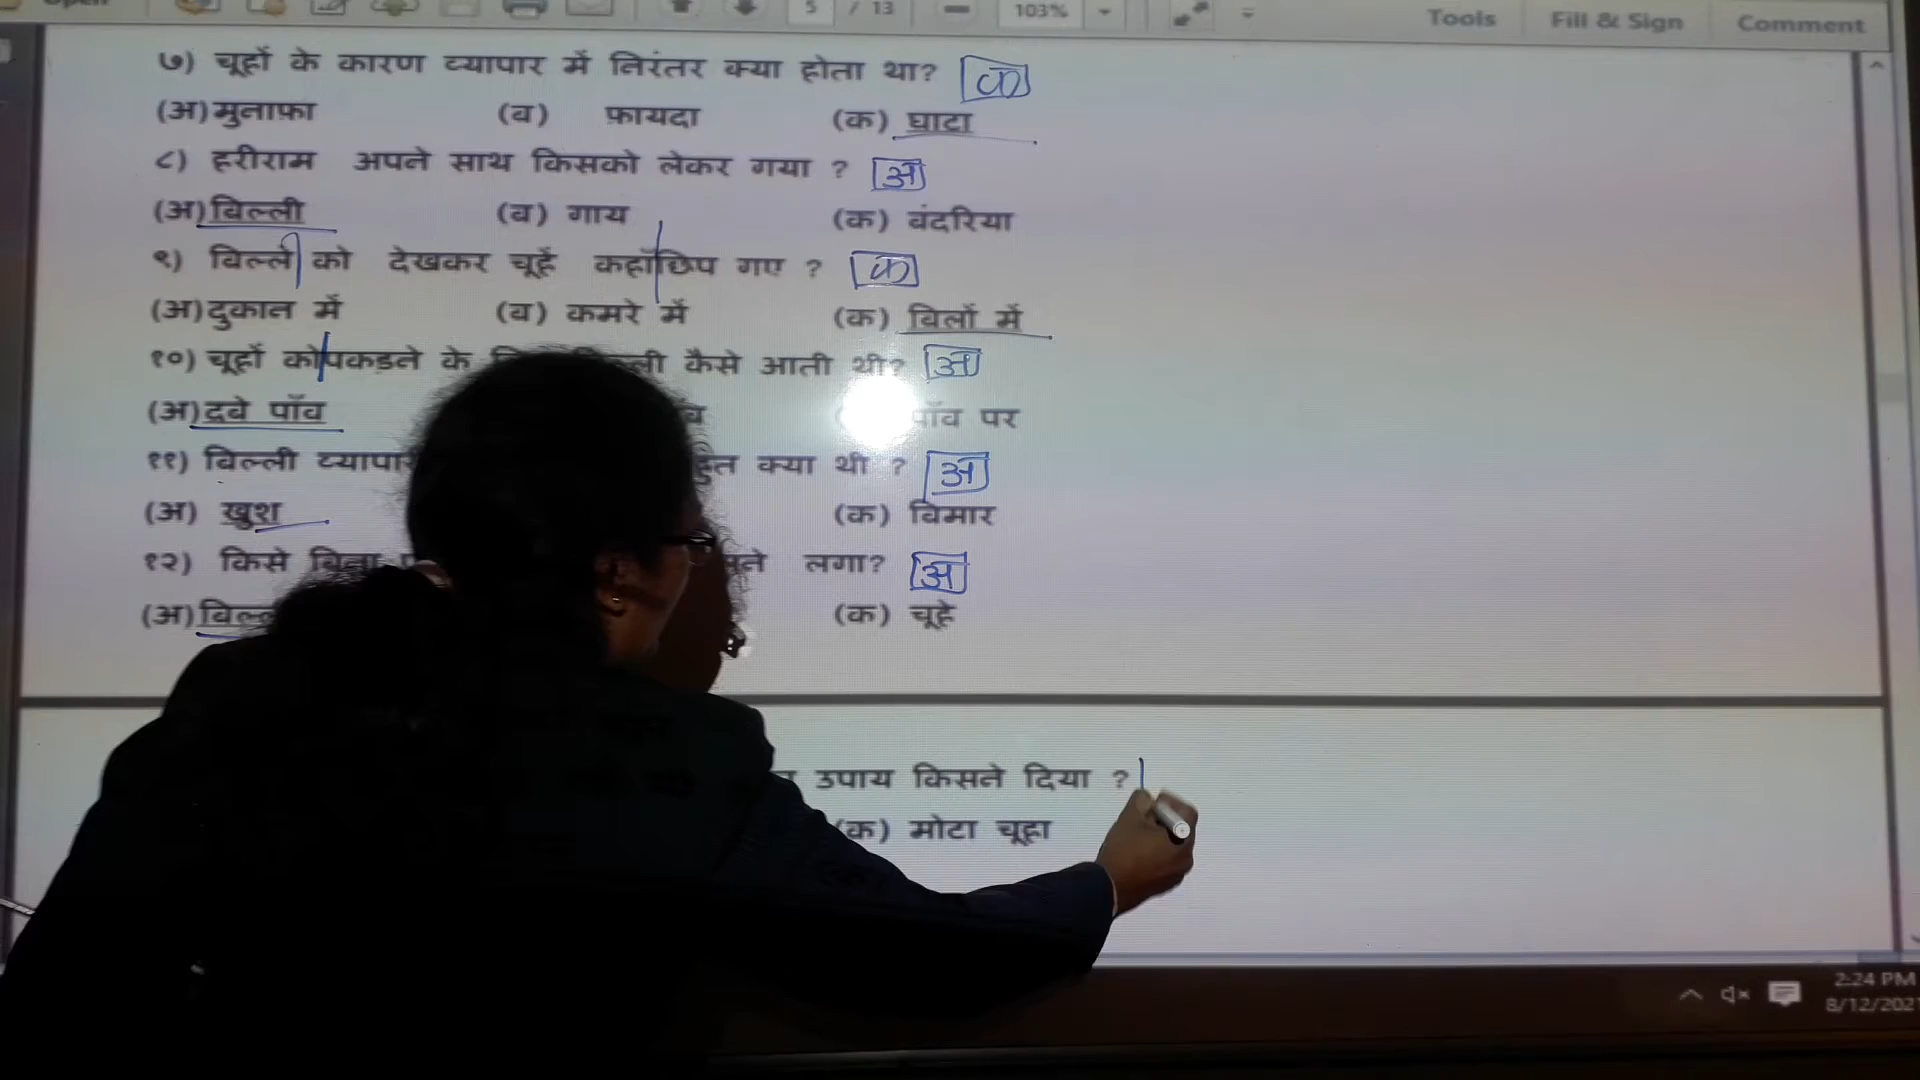 5 / 13 103% Tools Fill & Sign Comment
७) चूहों के कारण व्यापार में निरंतर क्या होता था? क
(अ) मुनाफ़ा (ब) फ़ायदा (क) घाटा
८) हरीराम अपने साथ किसको लेकर गया ? अ
(अ) बिल्ली (ब) गाय (क) बंदरिया
९) बिल्ले को देखकर चूहें कहाँ छिप गए ? क
(अ) दुकान में (ब) कमरे में (क) बिलों में
१०) चूहों को पकडने के कैसे आती थी? अ
(अ) दबे पाँव पाँव पर
११) बिल्ली क्या थी ? अ
(अ) खुश (क) बिमार
१२) किसे बिना लगा? अ
(अ) (क) चूहे
उपाय किसने दिया ?
(क) मोटा चूहा
2:24 PM